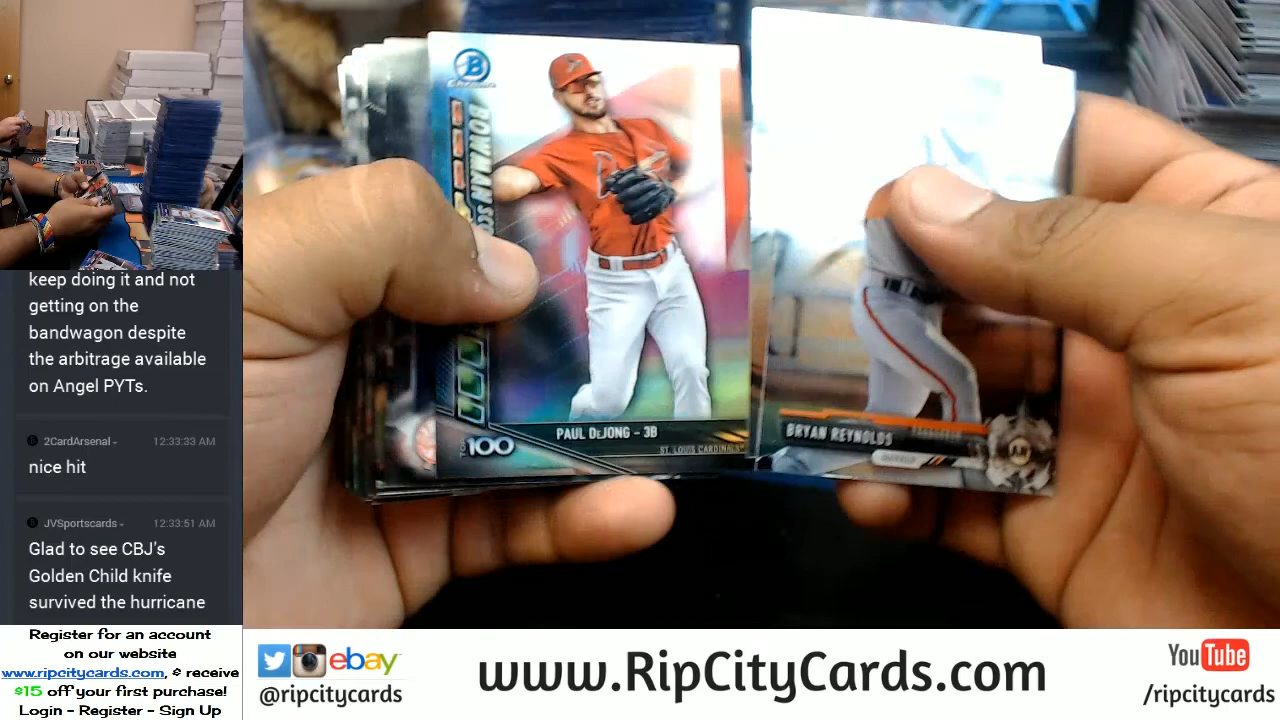 keep doing it and not
getting on the
bandwagon despite
the arbitrage available
on Angel PYTs.
2CardArsenal 12:33:33 AM
nice hit
JVSportscards 12:33:51 AM
Glad to see CBJ's
Golden Child knife
survived the hurricane
Register for an account
on our website
www.ripcitycards.com, & receive
$15 off your first purchase!
Login - Register - Sign Up
B
BOWMAN
PAUL DeJONG - 3B
ST. LOUIS CARDINALS
TOP 100
BRYAN REYNOLDS
ebay
@ripcitycards
www.RipCityCards.com
YouTube
/ripcitycards